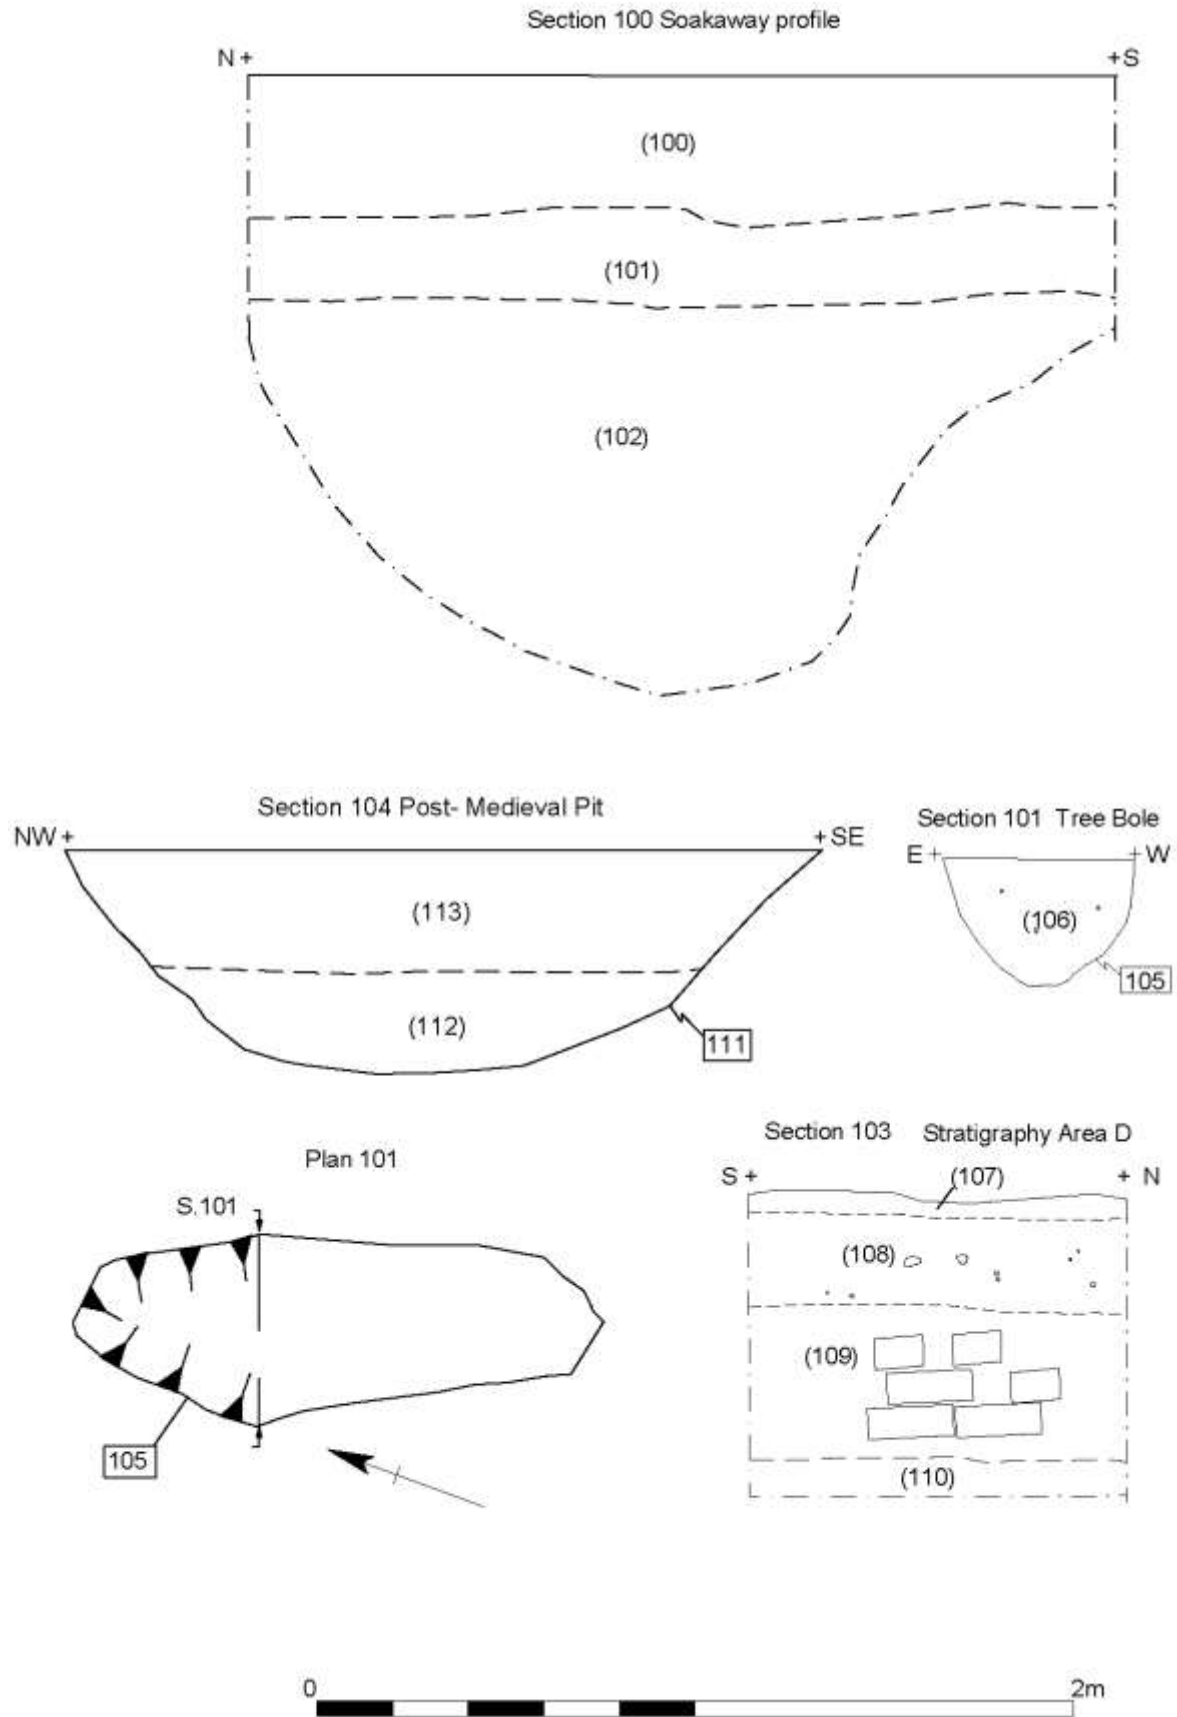 Section 100 Soakaway profile
N + + S
(100)
(101)
(102)
Section 104 Post- Medieval Pit
NW + + SE
(113)
(112)
111
Section 101 Tree Bole
E + + W
(106)
105
Plan 101
S.101
105
Section 103 Stratigraphy Area D
S + + N
(107)
(108)
(109)
(110)
0 2m